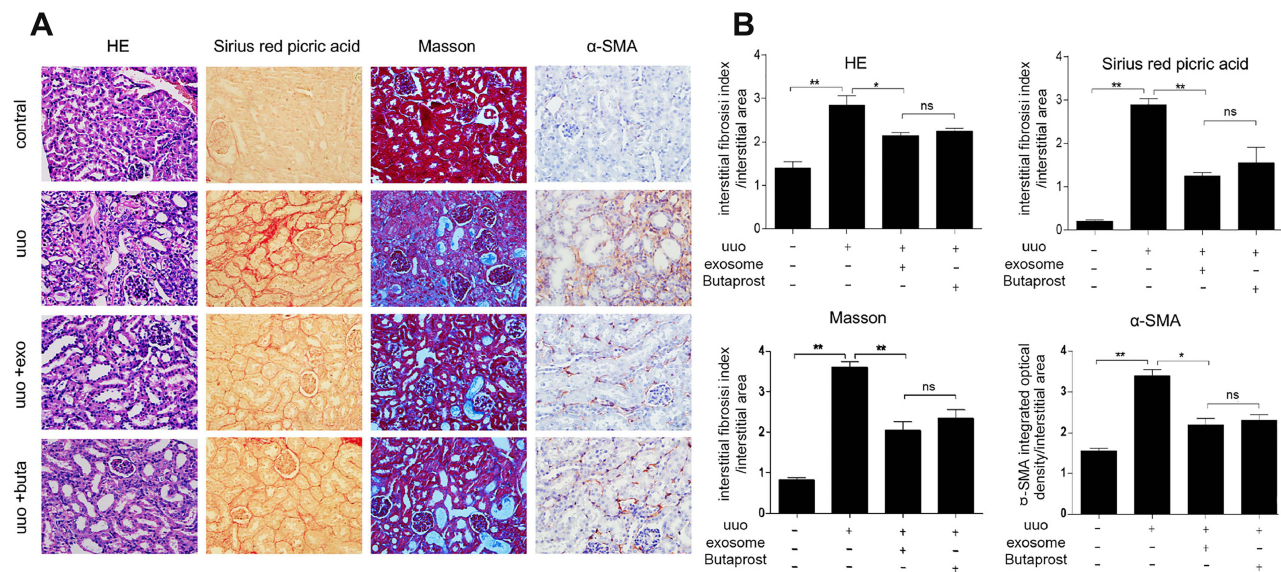 A
HE
Sirius red picric acid
Masson
α-SMA
contral
uuo
uuo +exo
uuo +buta
B
HE
interstitial fibrosisi index
/interstitial area
4
3
2
1
0
**
*
ns
uuo - + + +
exosome - - + -
Butaprost - - - +
Sirius red picric acid
interstitial fibrosisi index
/interstitial area
4
3
2
1
0
**
**
ns
uuo - + + +
exosome - - + -
Butaprost - - - +
Masson
interstitial fibrosisi index
/interstitial area
4
3
2
1
0
**
**
ns
uuo - + + +
exosome - - + -
Butaprost - - - +
α-SMA
α-SMA integrated optical
density/interstitial area
4
3
2
1
0
**
*
ns
uuo - + + +
exosome - - + -
Butaprost - - - +